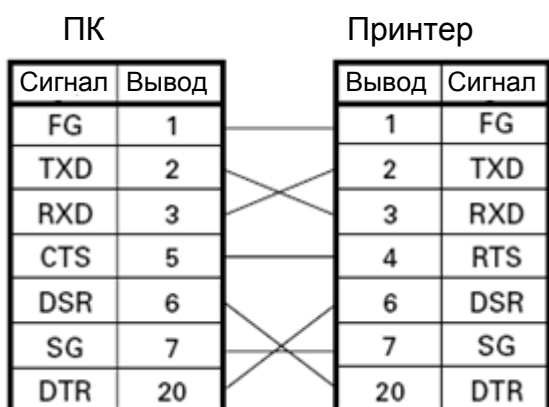 ПК Принтер
Сигнал Вывод Вывод Сигнал
FG 1 1 FG
TXD 2 2 TXD
RXD 3 3 RXD
CTS 5 4 RTS
DSR 6 6 DSR
SG 7 7 SG
DTR 20 20 DTR